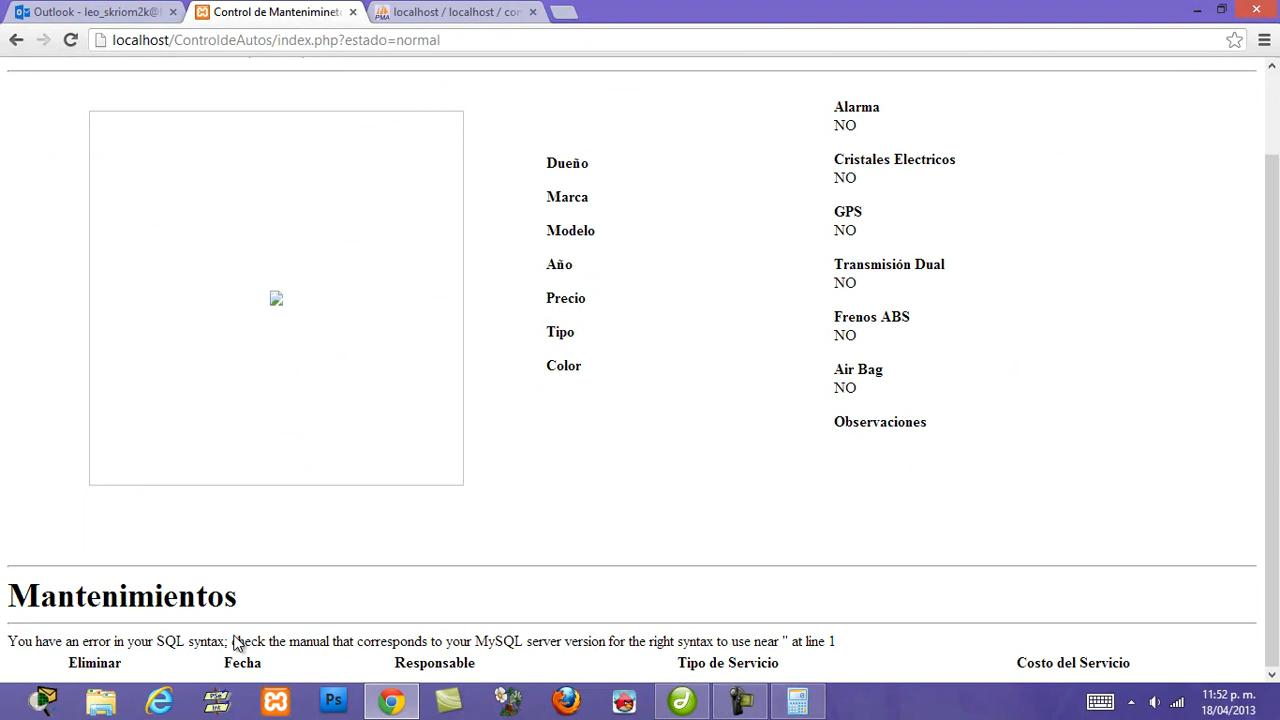 Outlook - leo_skriom2k@
Control de Mantenimineto
localhost / localhost / con
localhost/ControldeAutos/index.php?estado=normal
Alarma
NO
Cristales Electricos
NO
GPS
NO
Transmisión Dual
NO
Frenos ABS
NO
Air Bag
NO
Observaciones
Dueño
Marca
Modelo
Año
Precio
Tipo
Color
Mantenimientos
You have an error in your SQL syntax; check the manual that corresponds to your MySQL server version for the right syntax to use near '' at line 1
Eliminar Fecha Responsable Tipo de Servicio Costo del Servicio
Ps
11:52 p. m.
18/04/2013